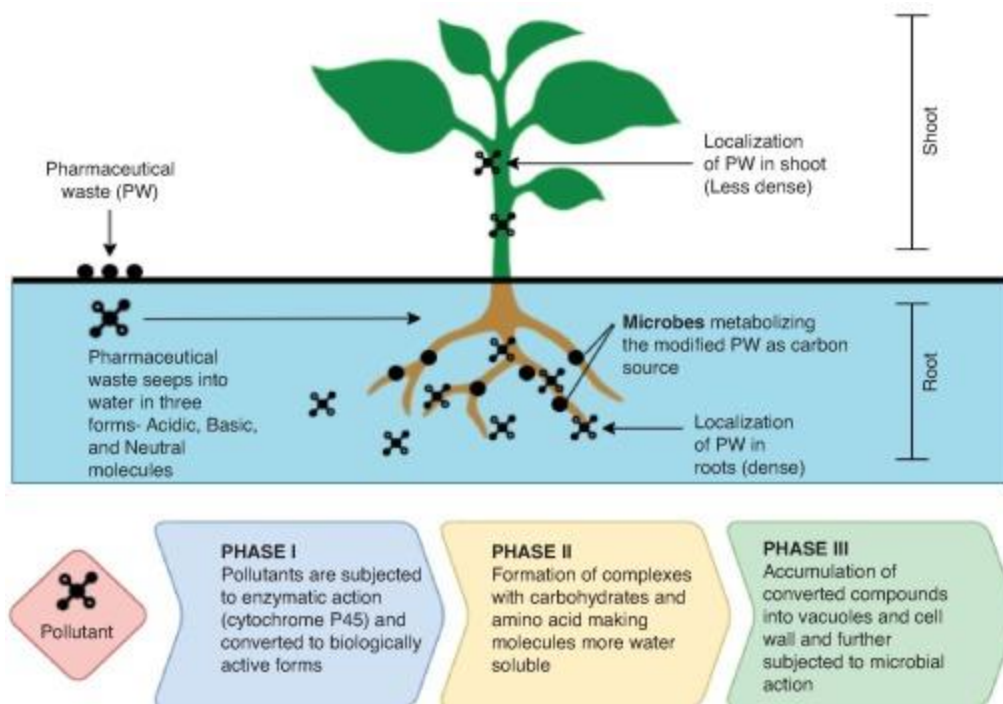 Pharmaceutical
waste (PW)
Localization
of PW in shoot
(Less dense)
Shoot
Pharmaceutical
waste seeps into
water in three
forms- Acidic, Basic,
and Neutral
molecules
Microbes metabolizing
the modified PW as carbon
source
Localization
of PW in
roots (dense)
Root
Pollutant
PHASE I
Pollutants are subjected
to enzymatic action
(cytochrome P45) and
converted to biologically
active forms
PHASE II
Formation of complexes
with carbohydrates and
amino acid making
molecules more water
soluble
PHASE III
Accumulation of
converted compounds
into vacuoles and cell
wall and further
subjected to microbial
action